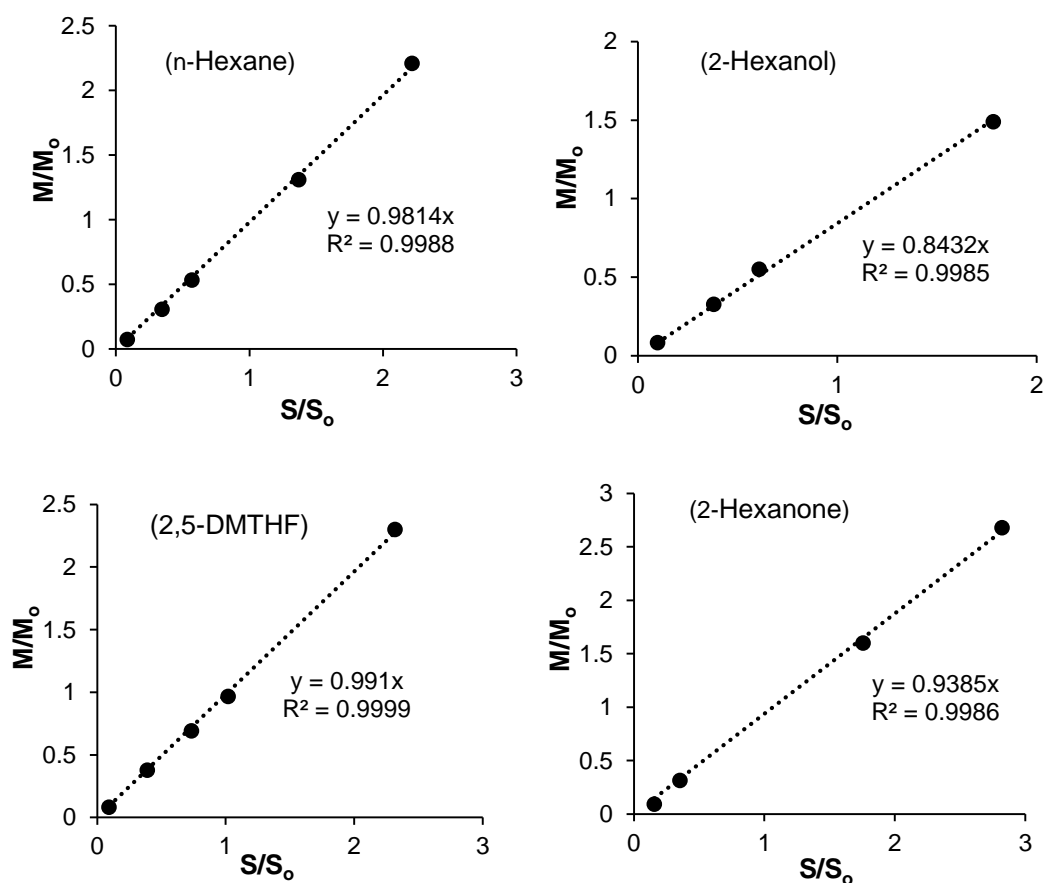 (n-Hexane)
2.5
2
1.5
1
0.5
0
M/Mₒ
y = 0.9814x
R² = 0.9988
0
1
2
3
S/Sₒ
(2-Hexanol)
2
1.5
1
0.5
0
M/Mₒ
y = 0.8432x
R² = 0.9985
0
1
2
S/Sₒ
(2,5-DMTHF)
2.5
2
1.5
1
0.5
0
M/Mₒ
y = 0.991x
R² = 0.9999
0
1
2
3
S/Sₒ
(2-Hexanone)
3
2.5
2
1.5
1
0.5
0
M/Mₒ
y = 0.9385x
R² = 0.9986
0
1
2
3
S/Sₒ